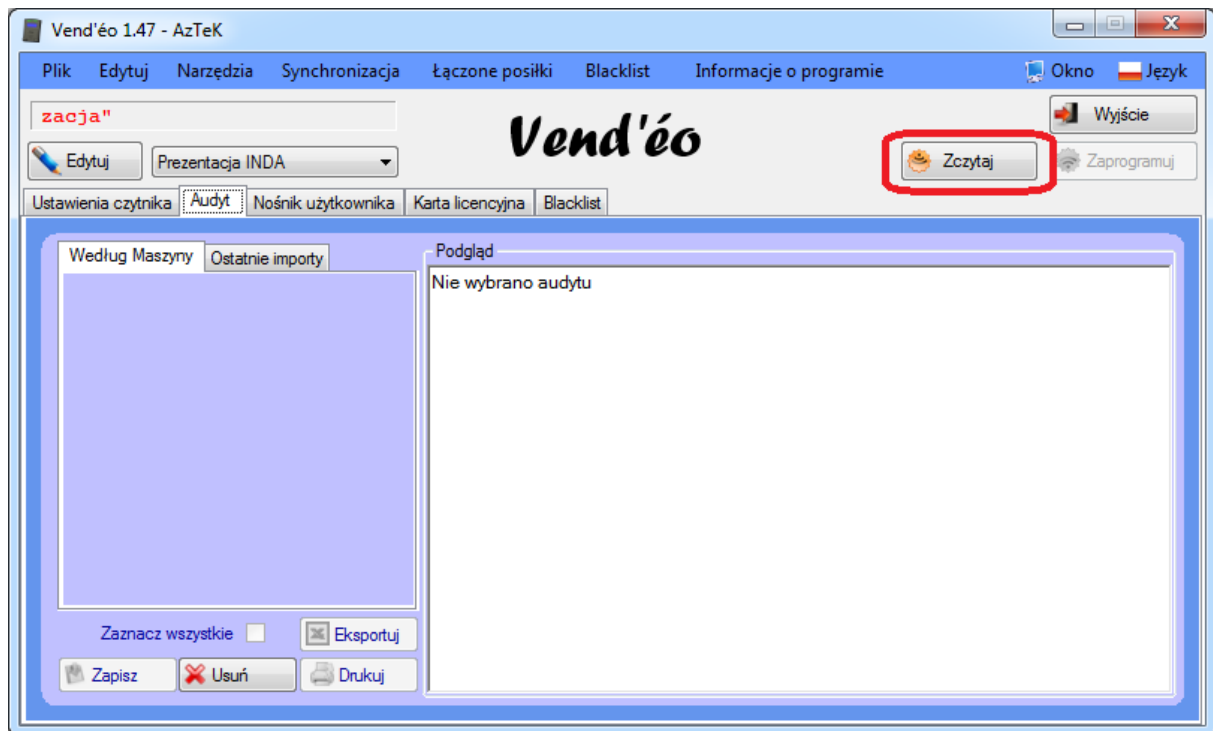 Vend'éo 1.47 - AzTeK
Plik Edytuj Narzędzia Synchronizacja Łączone posiłki Blacklist Informacje o programie Okno Język
zacja"
Vend'éo
Wyjście
Edytuj Prezentacja INDA Zczytaj Zaprogramuj
Ustawienia czytnika Audyt Nośnik użytkownika Karta licencyjna Blacklist
Według Maszyny Ostatnie importy
Podgląd
Nie wybrano audytu
Zaznacz wszystkie Eksportuj
Zapisz Usuń Drukuj